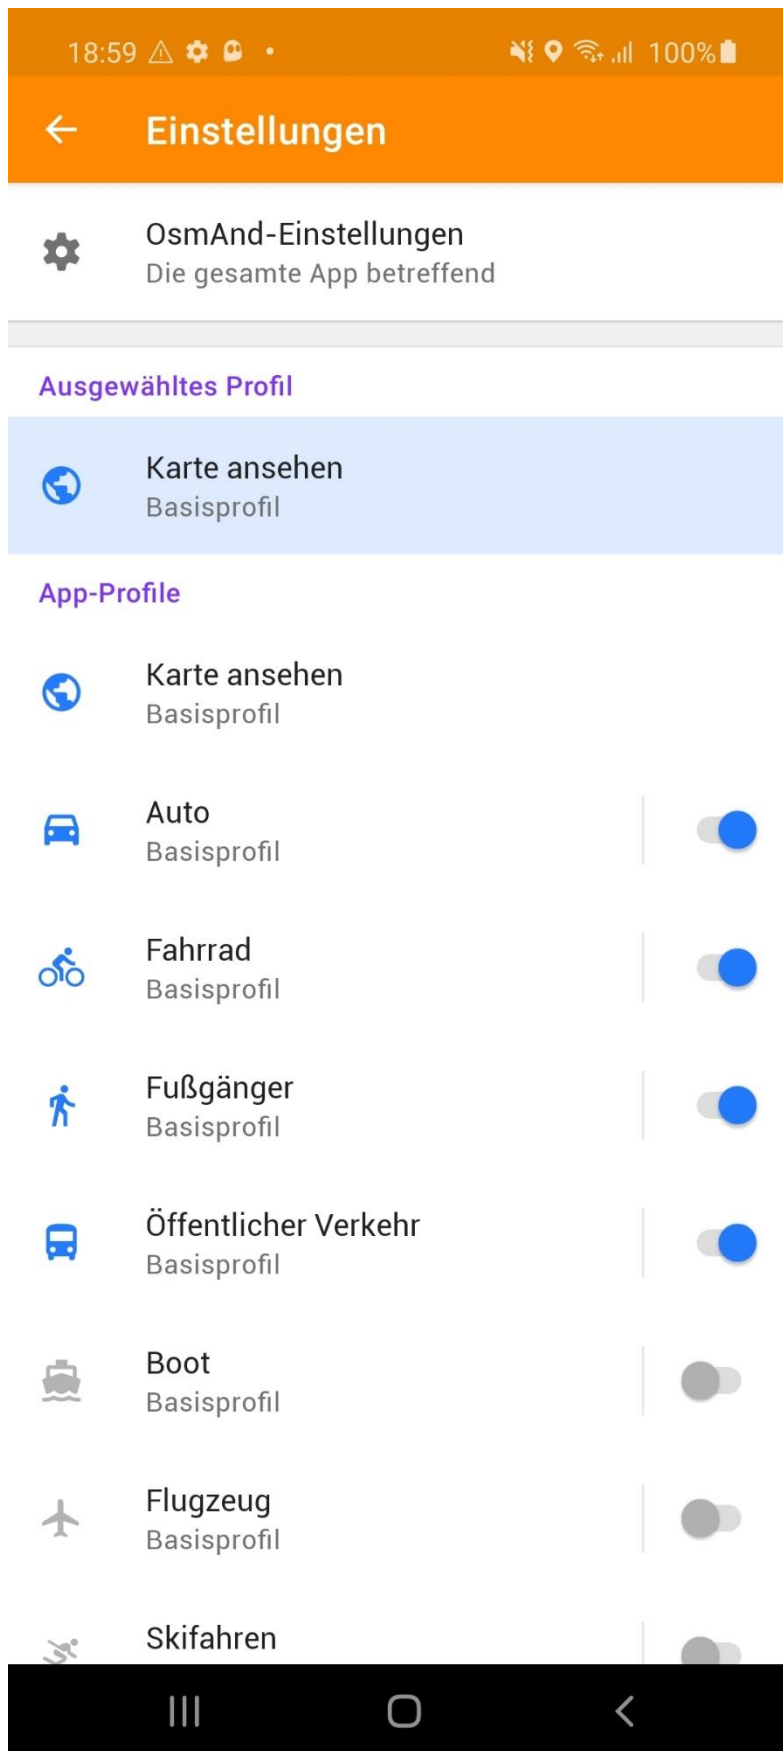 18:59 100%
Einstellungen
OsmAnd-Einstellungen
Die gesamte App betreffend
Ausgewähltes Profil
Karte ansehen
Basisprofil
App-Profile
Karte ansehen
Basisprofil
Auto
Basisprofil
Fahrrad
Basisprofil
Fußgänger
Basisprofil
Öffentlicher Verkehr
Basisprofil
Boot
Basisprofil
Flugzeug
Basisprofil
Skifahren